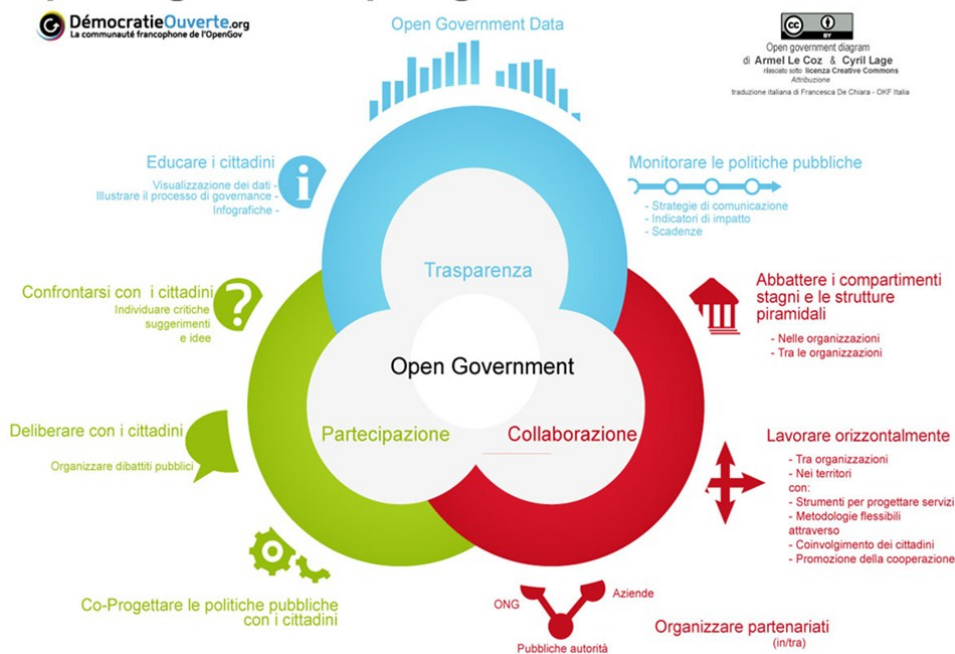 DémocratieOuverte.org
La communauté francophone de l'OpenGov
Open Government Data
CC BY
Open government diagram
di Armel Le Coz & Cyril Lage
rilasciato sotto licenza Creative Commons
Attribuzione
traduzione italiana di Francesca De Chiara - OKF Italia
Educare i cittadini
Visualizzazione dei dati -
Illustrare il processo di governance -
Infografiche -
i
Monitorare le politiche pubbliche
- Strategie di comunicazione
- Indicatori di impatto
- Scadenze
Trasparenza
Confrontarsi con i cittadini
Individuare critiche
suggerimenti
e idee
?
Abbattere i compartimenti
stagni e le strutture
piramidali
- Nelle organizzazioni
- Tra le organizzazioni
Open Government
Deliberare con i cittadini
Organizzare dibattiti pubblici
Partecipazione
Collaborazione
Lavorare orizzontalmente
- Tra organizzazioni
- Nei territori
con:
- Strumenti per progettare servizi
- Metodologie flessibili
attraverso
- Coinvolgimento dei cittadini
- Promozione della cooperazione
Co-Progettare le politiche pubbliche
con i cittadini
ONG
Aziende
Pubbliche autorità
Organizzare partenariati
(in/tra)